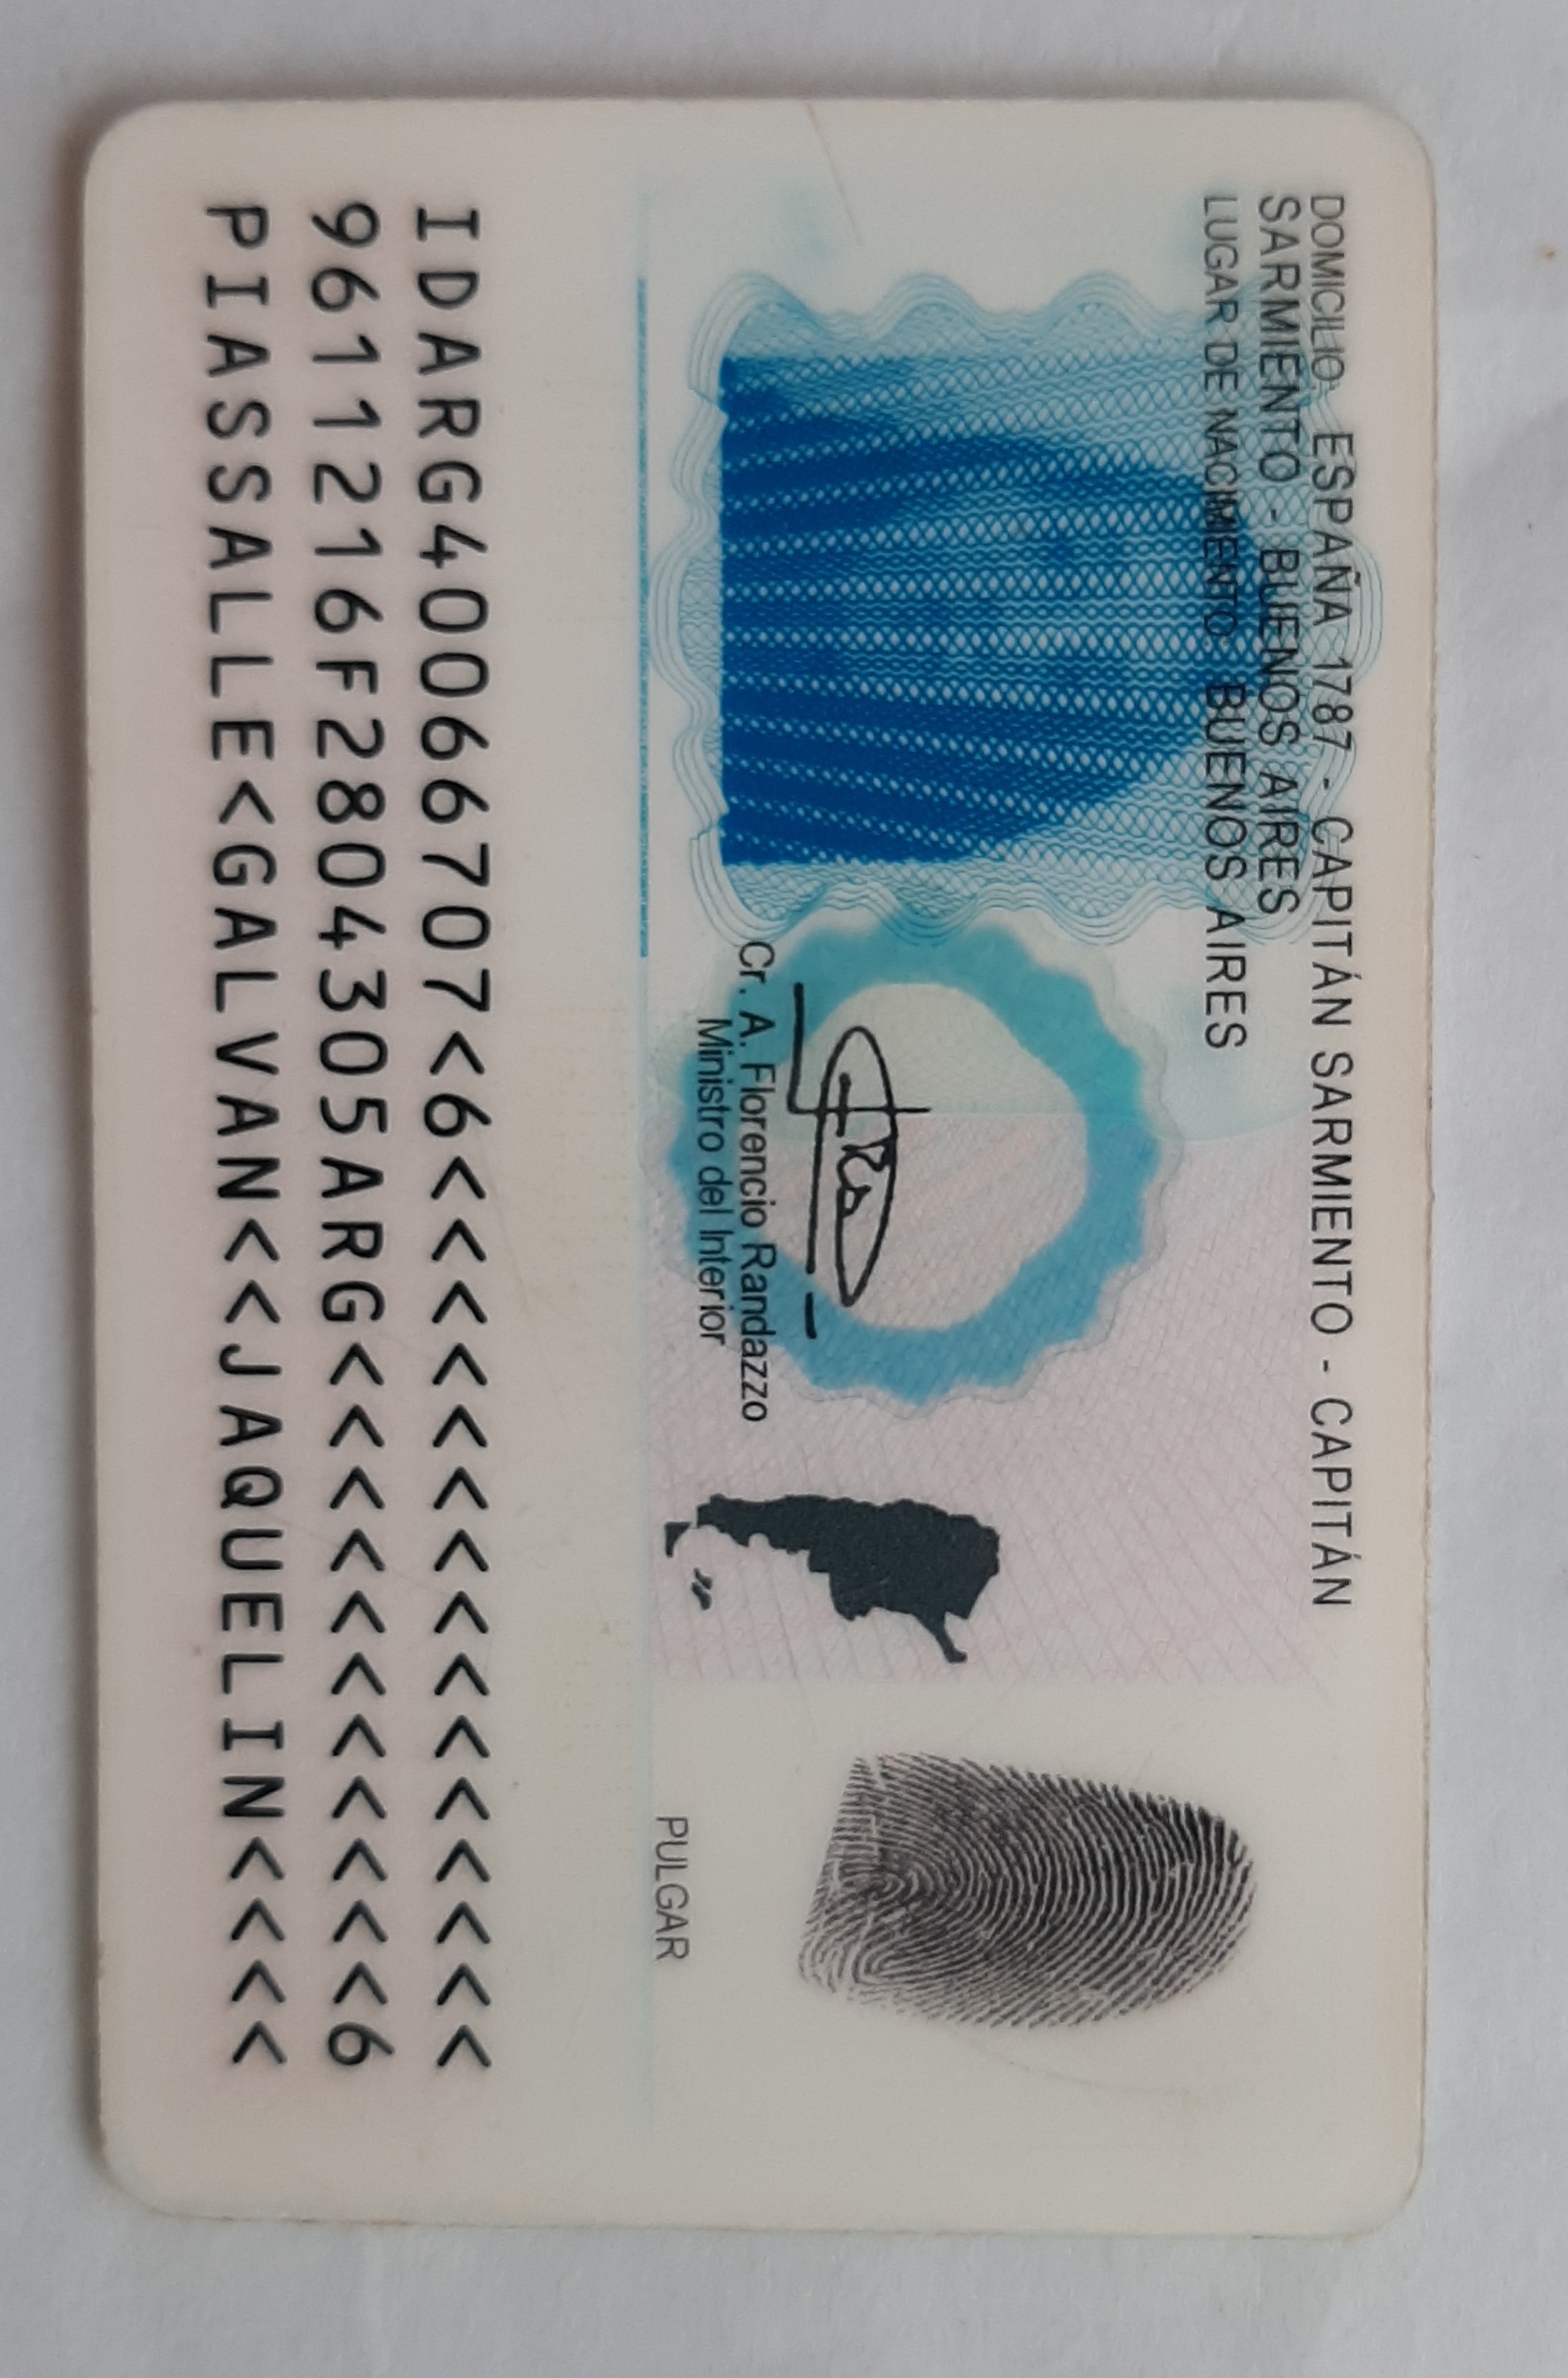 DOMICILIO: ESPAÑA 1787 - CAPITÁN SARMIENTO - CAPITÁN
SARMIENTO - BUENOS AIRES
LUGAR DE NACIMIENTO: BUENOS AIRES
Cr. A. Florencio Randazzo
Ministro del Interior
PULGAR
IDARG40066707<6<<<<<<<<<<<<<<<
9611216F2804305ARG<<<<<<<<<<<6
PIASSALLE<GALVAN<<JAQUELIN<<<<